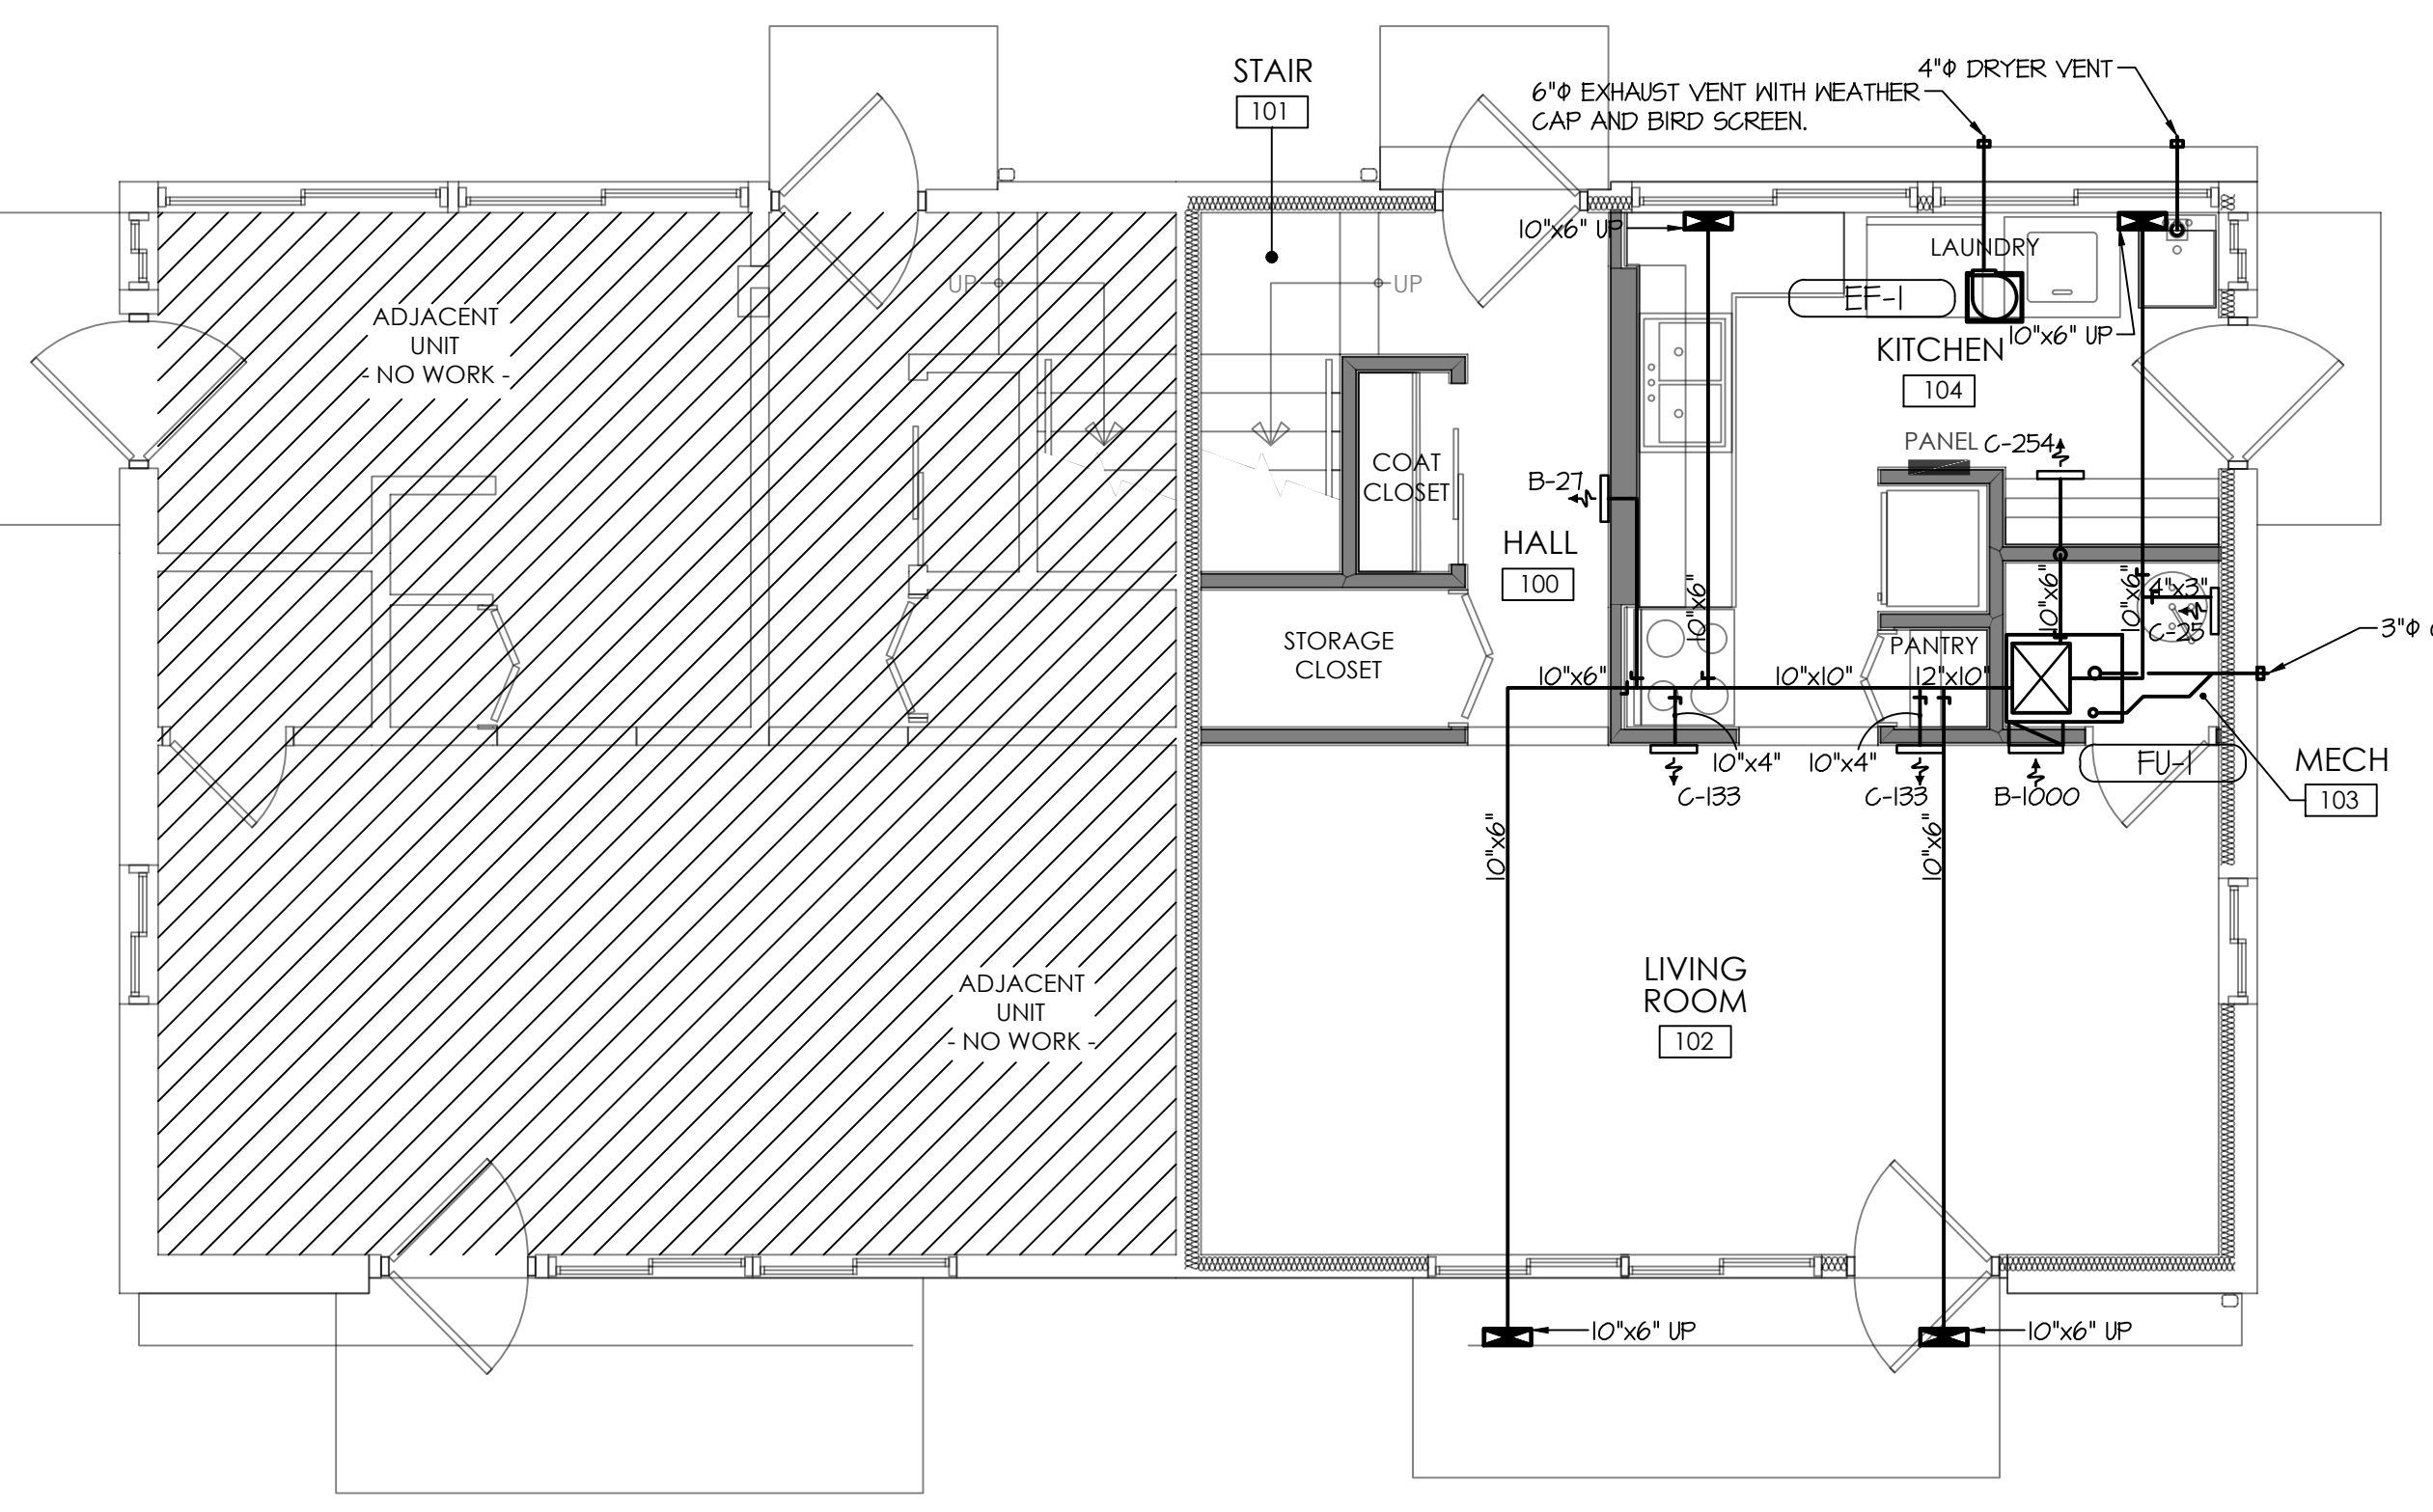 STAIR
101
4"Φ DRYER VENT
6"Φ EXHAUST VENT WITH WEATHER
CAP AND BIRD SCREEN.
10"x6" UP
LAUNDRY
EF-1
10"x6" UP
KITCHEN
104
UP
UP
ADJACENT
UNIT
- NO WORK -
PANEL
C-254
COAT
CLOSET
B-27
HALL
100
10"x6"
10"x6"
10"x6"
4"x3"
C-25
3"Φ
STORAGE
CLOSET
PANTRY
10"x6"
10"x10"
12"x10"
10"x4"
10"x4"
C-133
C-133
B-1000
FU-1
MECH
103
10"x6"
10"x6"
LIVING
ROOM
102
ADJACENT
UNIT
- NO WORK -
10"x6" UP
10"x6" UP